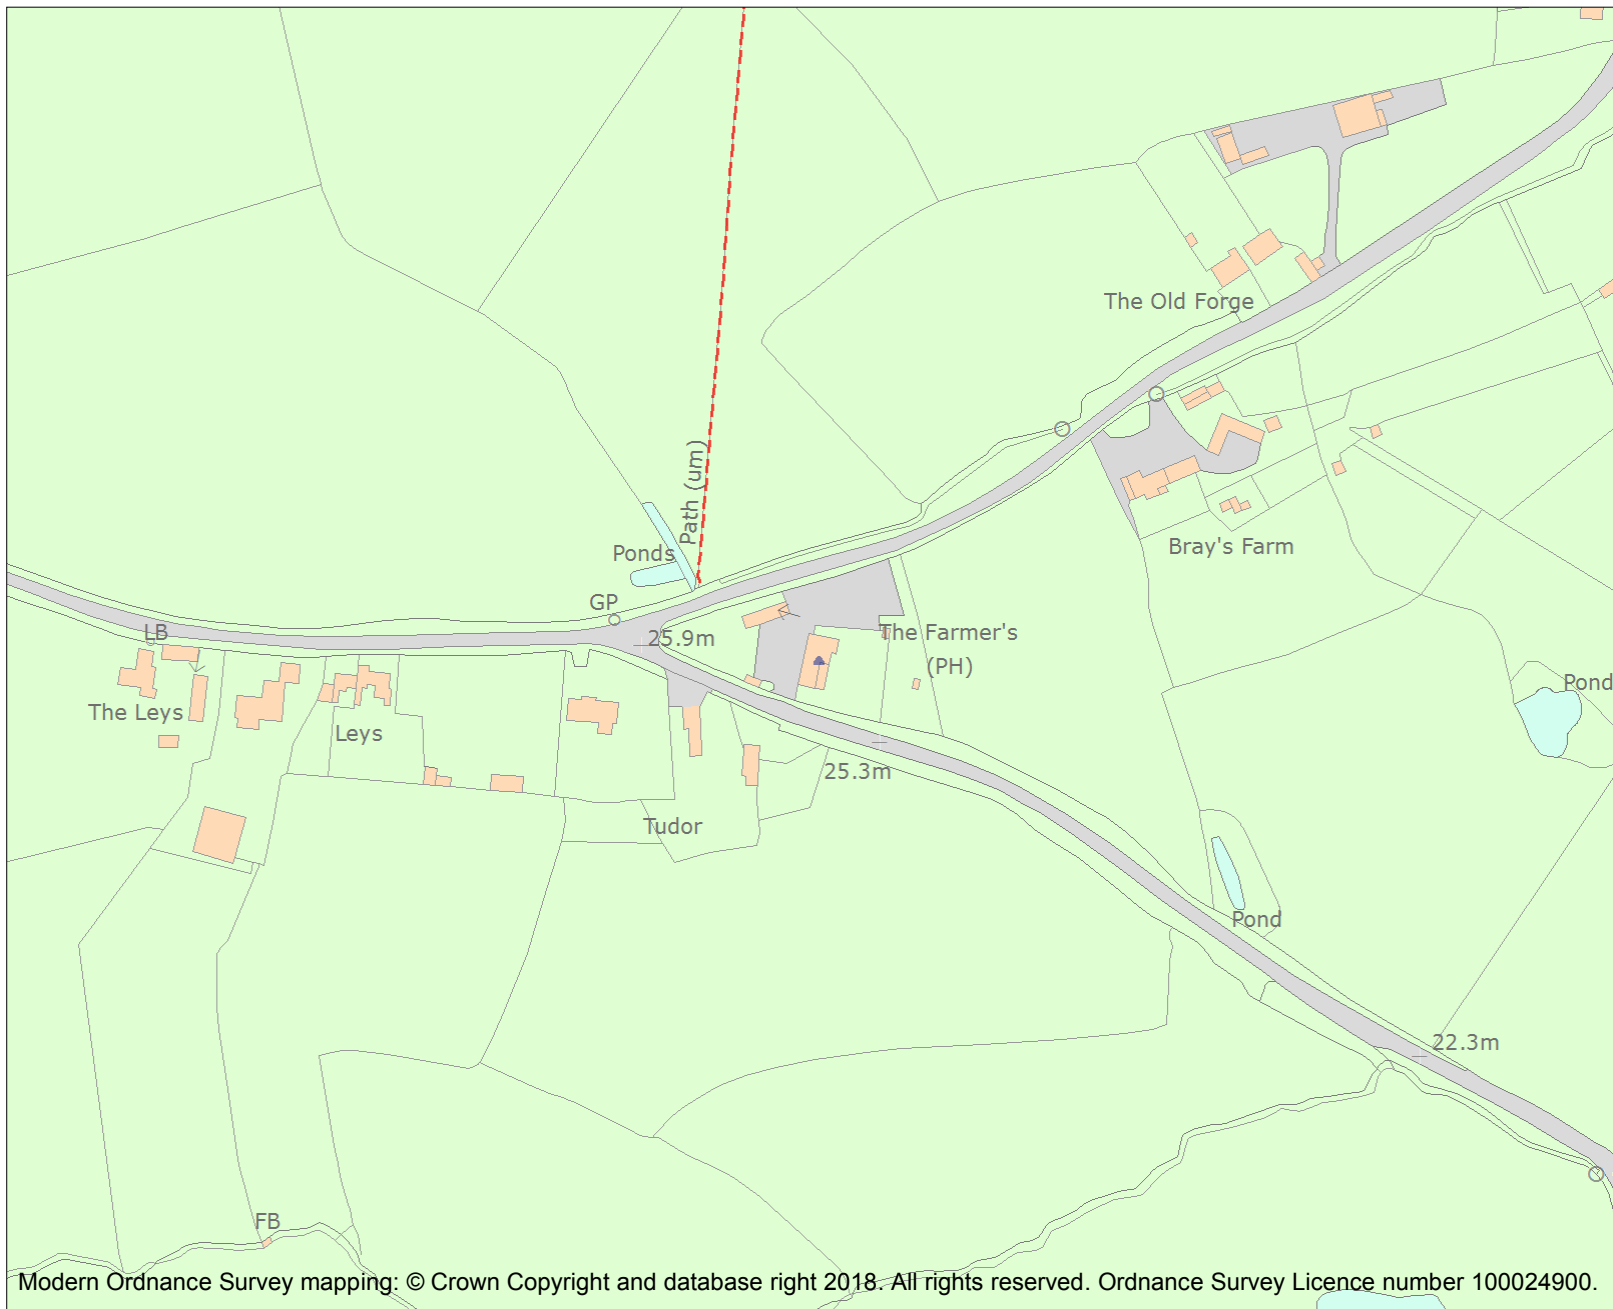 The Old Forge
Path (um)
Ponds
Bray's Farm
GP
LB
25.9m
The Farmer's
(PH)
Pond
The Leys
Leys
25.3m
Tudor
Pond
22.3m
FB
Modern Ordnance Survey mapping: © Crown Copyright and database right 2018. All rights reserved. Ordnance Survey Licence number 100024900.